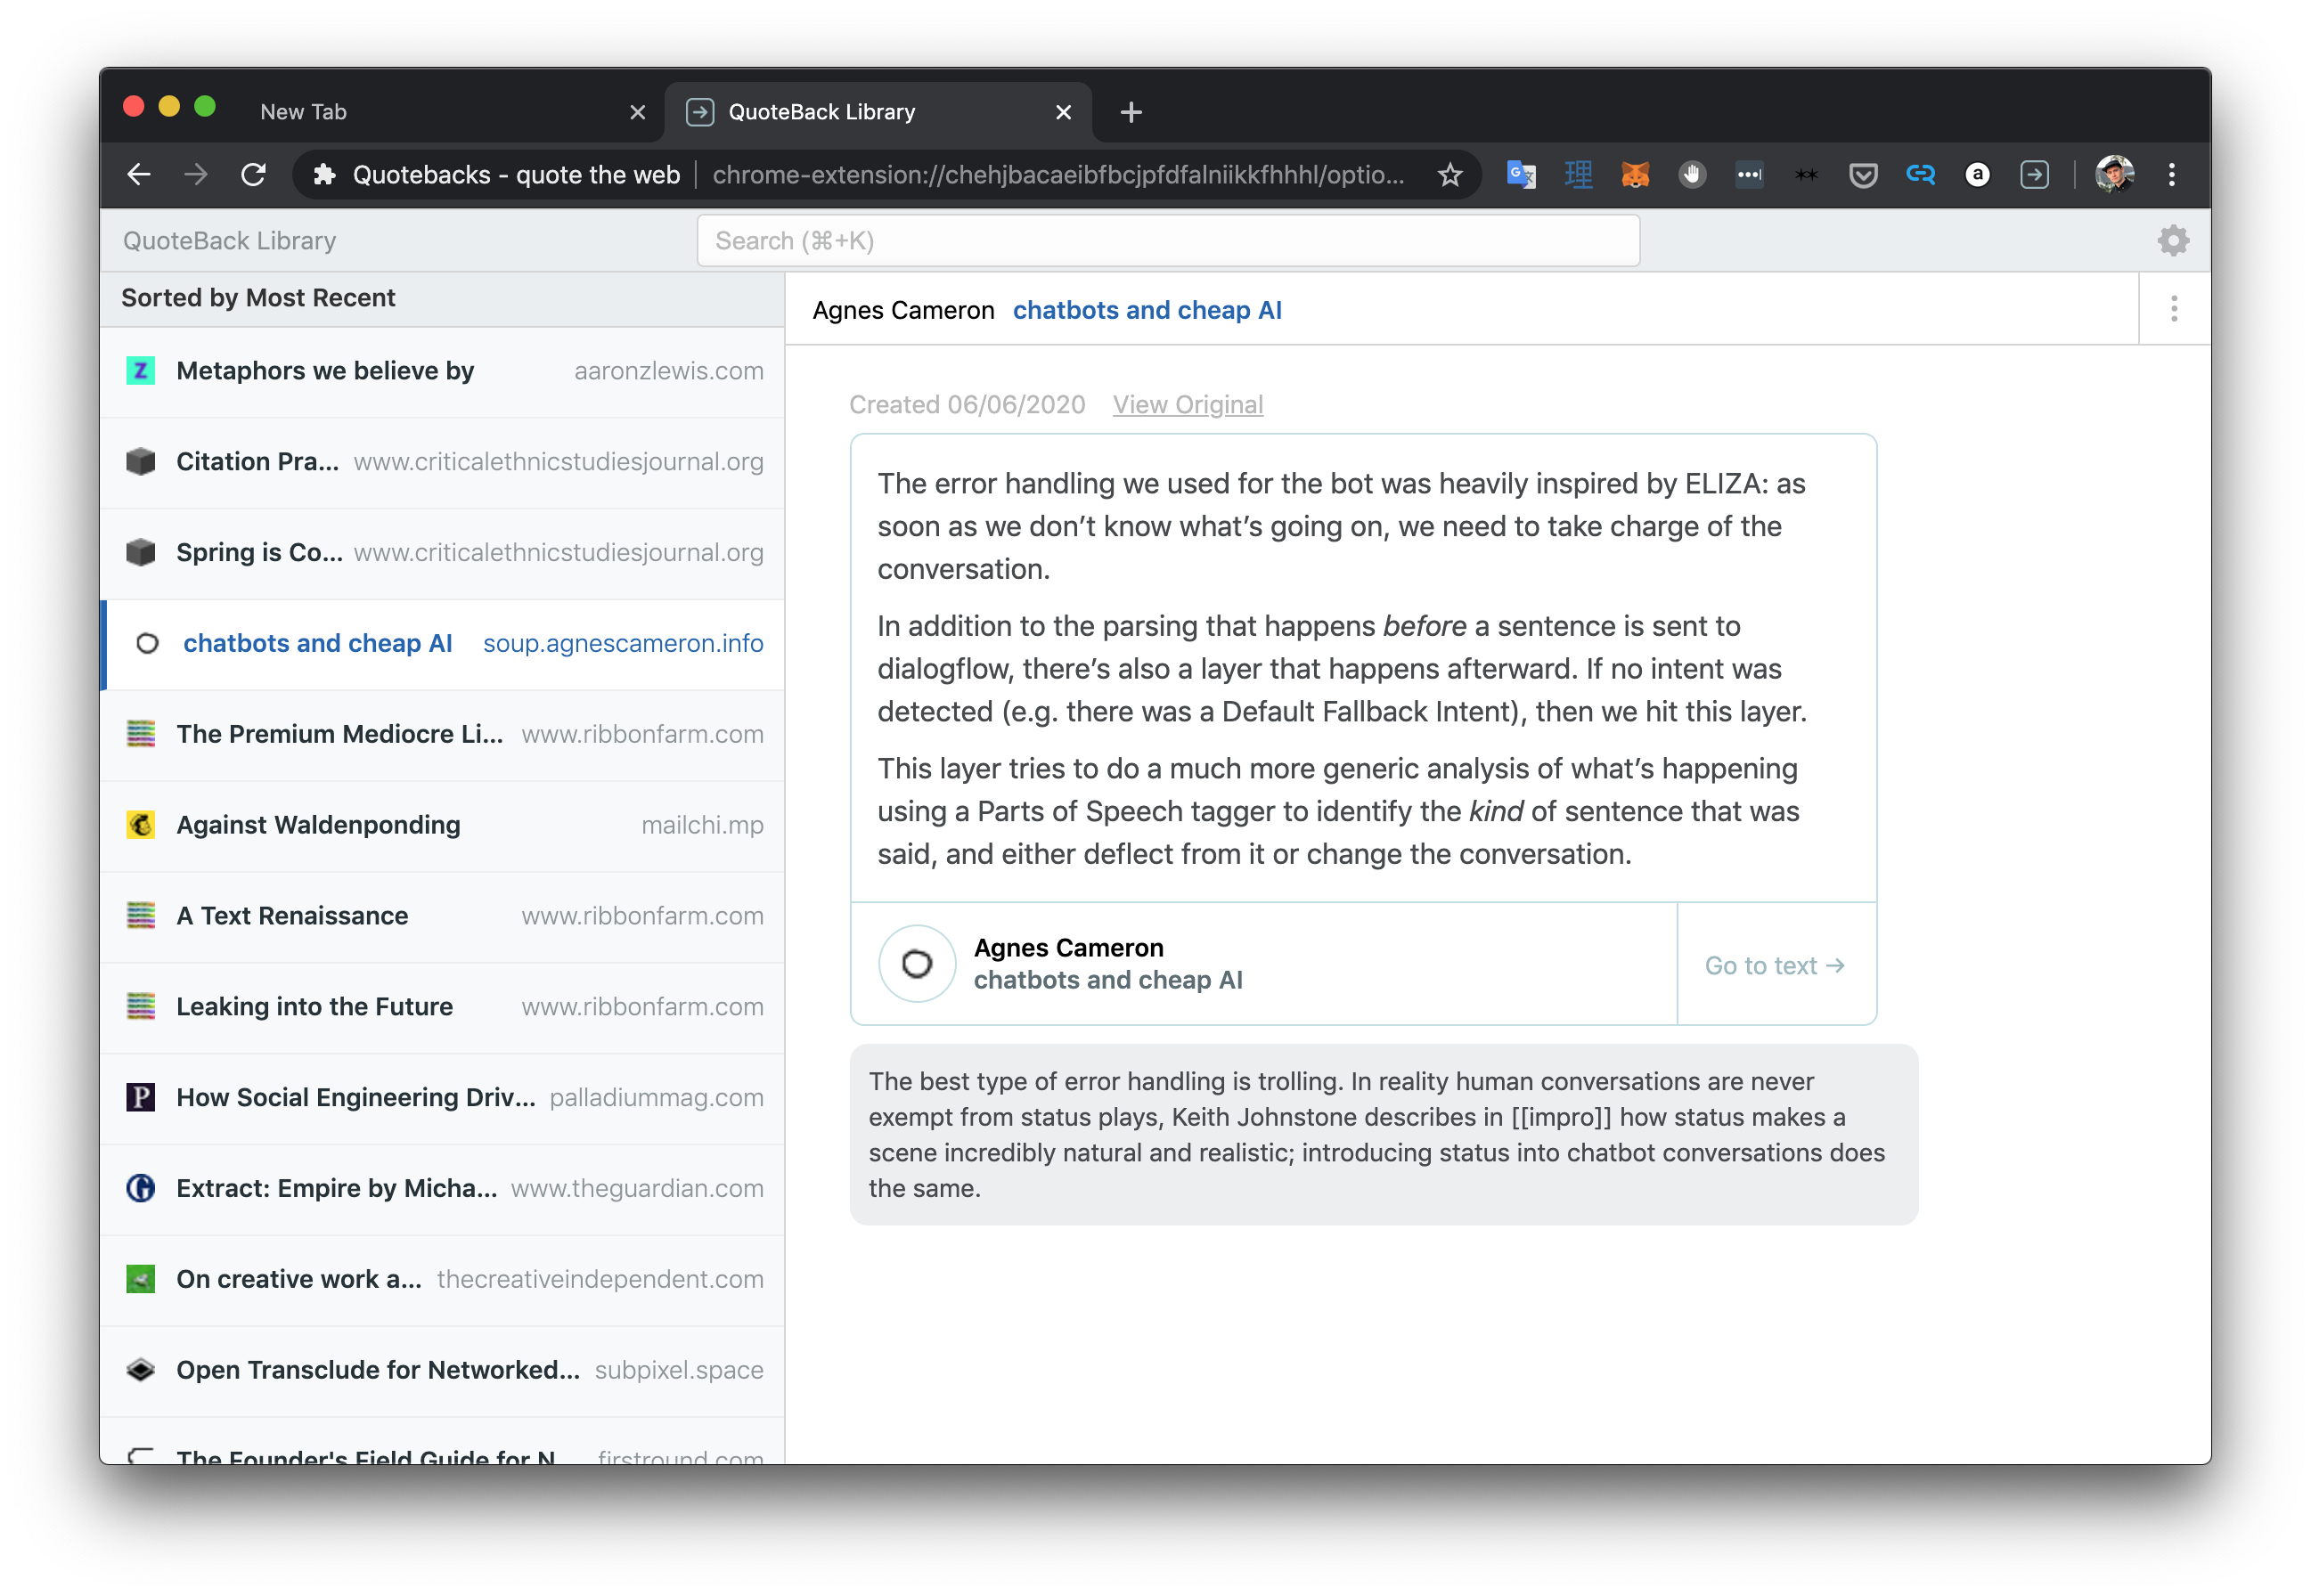 New Tab
QuoteBack Library
Quotebacks - quote the web
chrome-extension://chehjbacaeibfbcjpfdfalniikkfhhhl/optio...
QuoteBack Library
Search (⌘+K)
Sorted by Most Recent
Metaphors we believe by aaronzlewis.com
Citation Pra... www.criticalethnicstudiesjournal.org
Spring is Co... www.criticalethnicstudiesjournal.org
chatbots and cheap AI soup.agnescameron.info
The Premium Mediocre Li... www.ribbonfarm.com
Against Waldenponding mailchi.mp
A Text Renaissance www.ribbonfarm.com
Leaking into the Future www.ribbonfarm.com
How Social Engineering Driv... palladiummag.com
Extract: Empire by Micha... www.theguardian.com
On creative work a... thecreativeindependent.com
Open Transclude for Networked... subpixel.space
The Founder's Field Guide for N firstround.com
Agnes Cameron chatbots and cheap AI
Created 06/06/2020 View Original
The error handling we used for the bot was heavily inspired by ELIZA: as
soon as we don’t know what’s going on, we need to take charge of the
conversation.
In addition to the parsing that happens before a sentence is sent to
dialogflow, there’s also a layer that happens afterward. If no intent was
detected (e.g. there was a Default Fallback Intent), then we hit this layer.
This layer tries to do a much more generic analysis of what’s happening
using a Parts of Speech tagger to identify the kind of sentence that was
said, and either deflect from it or change the conversation.
Agnes Cameron
chatbots and cheap AI
Go to text →
The best type of error handling is trolling. In reality human conversations are never
exempt from status plays, Keith Johnstone describes in [[impro]] how status makes a
scene incredibly natural and realistic; introducing status into chatbot conversations does
the same.